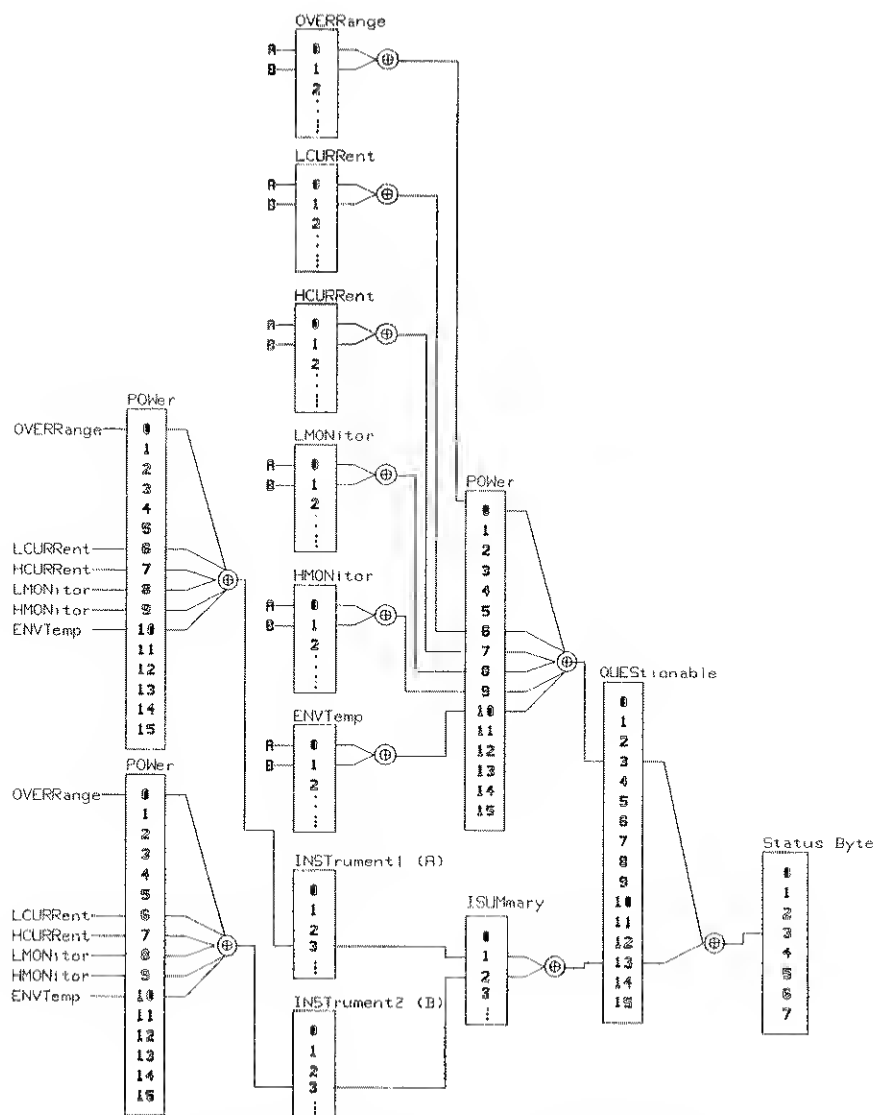 OVERRange
A 0
B 1
2
LCURRent
A 0
B 1
2
HCURRent
A 0
B 1
2
LMONitor
A 0
B 1
2
HMONitor
A 0
B 1
2
ENVTemp
A 0
B 1
2
POWer
OVERRange 0
1
2
3
4
5
LCURRent 6
HCURRent 7
LMONitor 8
HMONitor 9
ENVTemp 10
11
12
13
14
15
POWer
OVERRange 0
1
2
3
4
5
LCURRent 6
HCURRent 7
LMONitor 8
HMONitor 9
ENVTemp 10
11
12
13
14
15
INSTrument1 (A)
0
1
2
3
INSTrument2 (B)
0
1
2
3
POWer
0
1
2
3
4
5
6
7
8
9
10
11
12
13
14
15
ISUMmary
0
1
2
3
QUEStionable
0
1
2
3
4
5
6
7
8
9
10
11
12
13
14
15
Status Byte
0
1
2
3
4
5
6
7